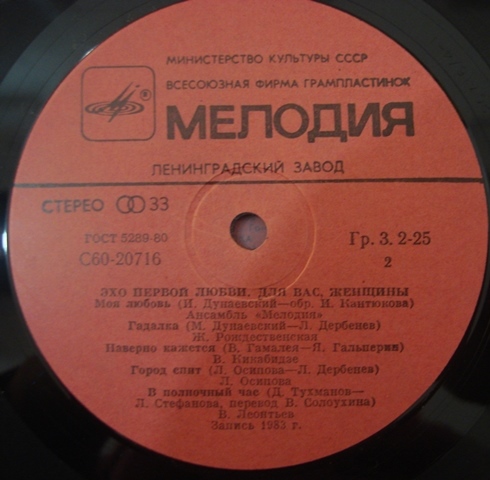 МИНИСТЕРСТВО КУЛЬТУРЫ СССР
ВСЕСОЮЗНАЯ ФИРМА ГРАМПЛАСТИНОК
®
МЕЛОДИЯ
ЛЕНИНГРАДСКИЙ ЗАВОД
СТЕРЕО 33
ГОСТ 5289-80
Гр. 3. 2-25
С60-20716
2
ЭХО ПЕРВОЙ ЛЮБВИ. ДЛЯ ВАС, ЖЕНЩИНЫ
Моя любовь (И. Дунаевский—обр. И. Кантюкова)
Ансамбль «Мелодия»
Гадалка (М. Дунаевский—Л. Дербенев)
Ж. Рождественская
Наверно кажется (В. Гамалея—Я. Гальперин)
В. Кикабидзе
Город спит (Л. Осипова—Л. Дербенев)
Л. Осипова
В полночный час (Д. Тухманов—
Л. Стефанова, перевод В. Солоухина)
В. Леонтьев
Запись 1983 г.